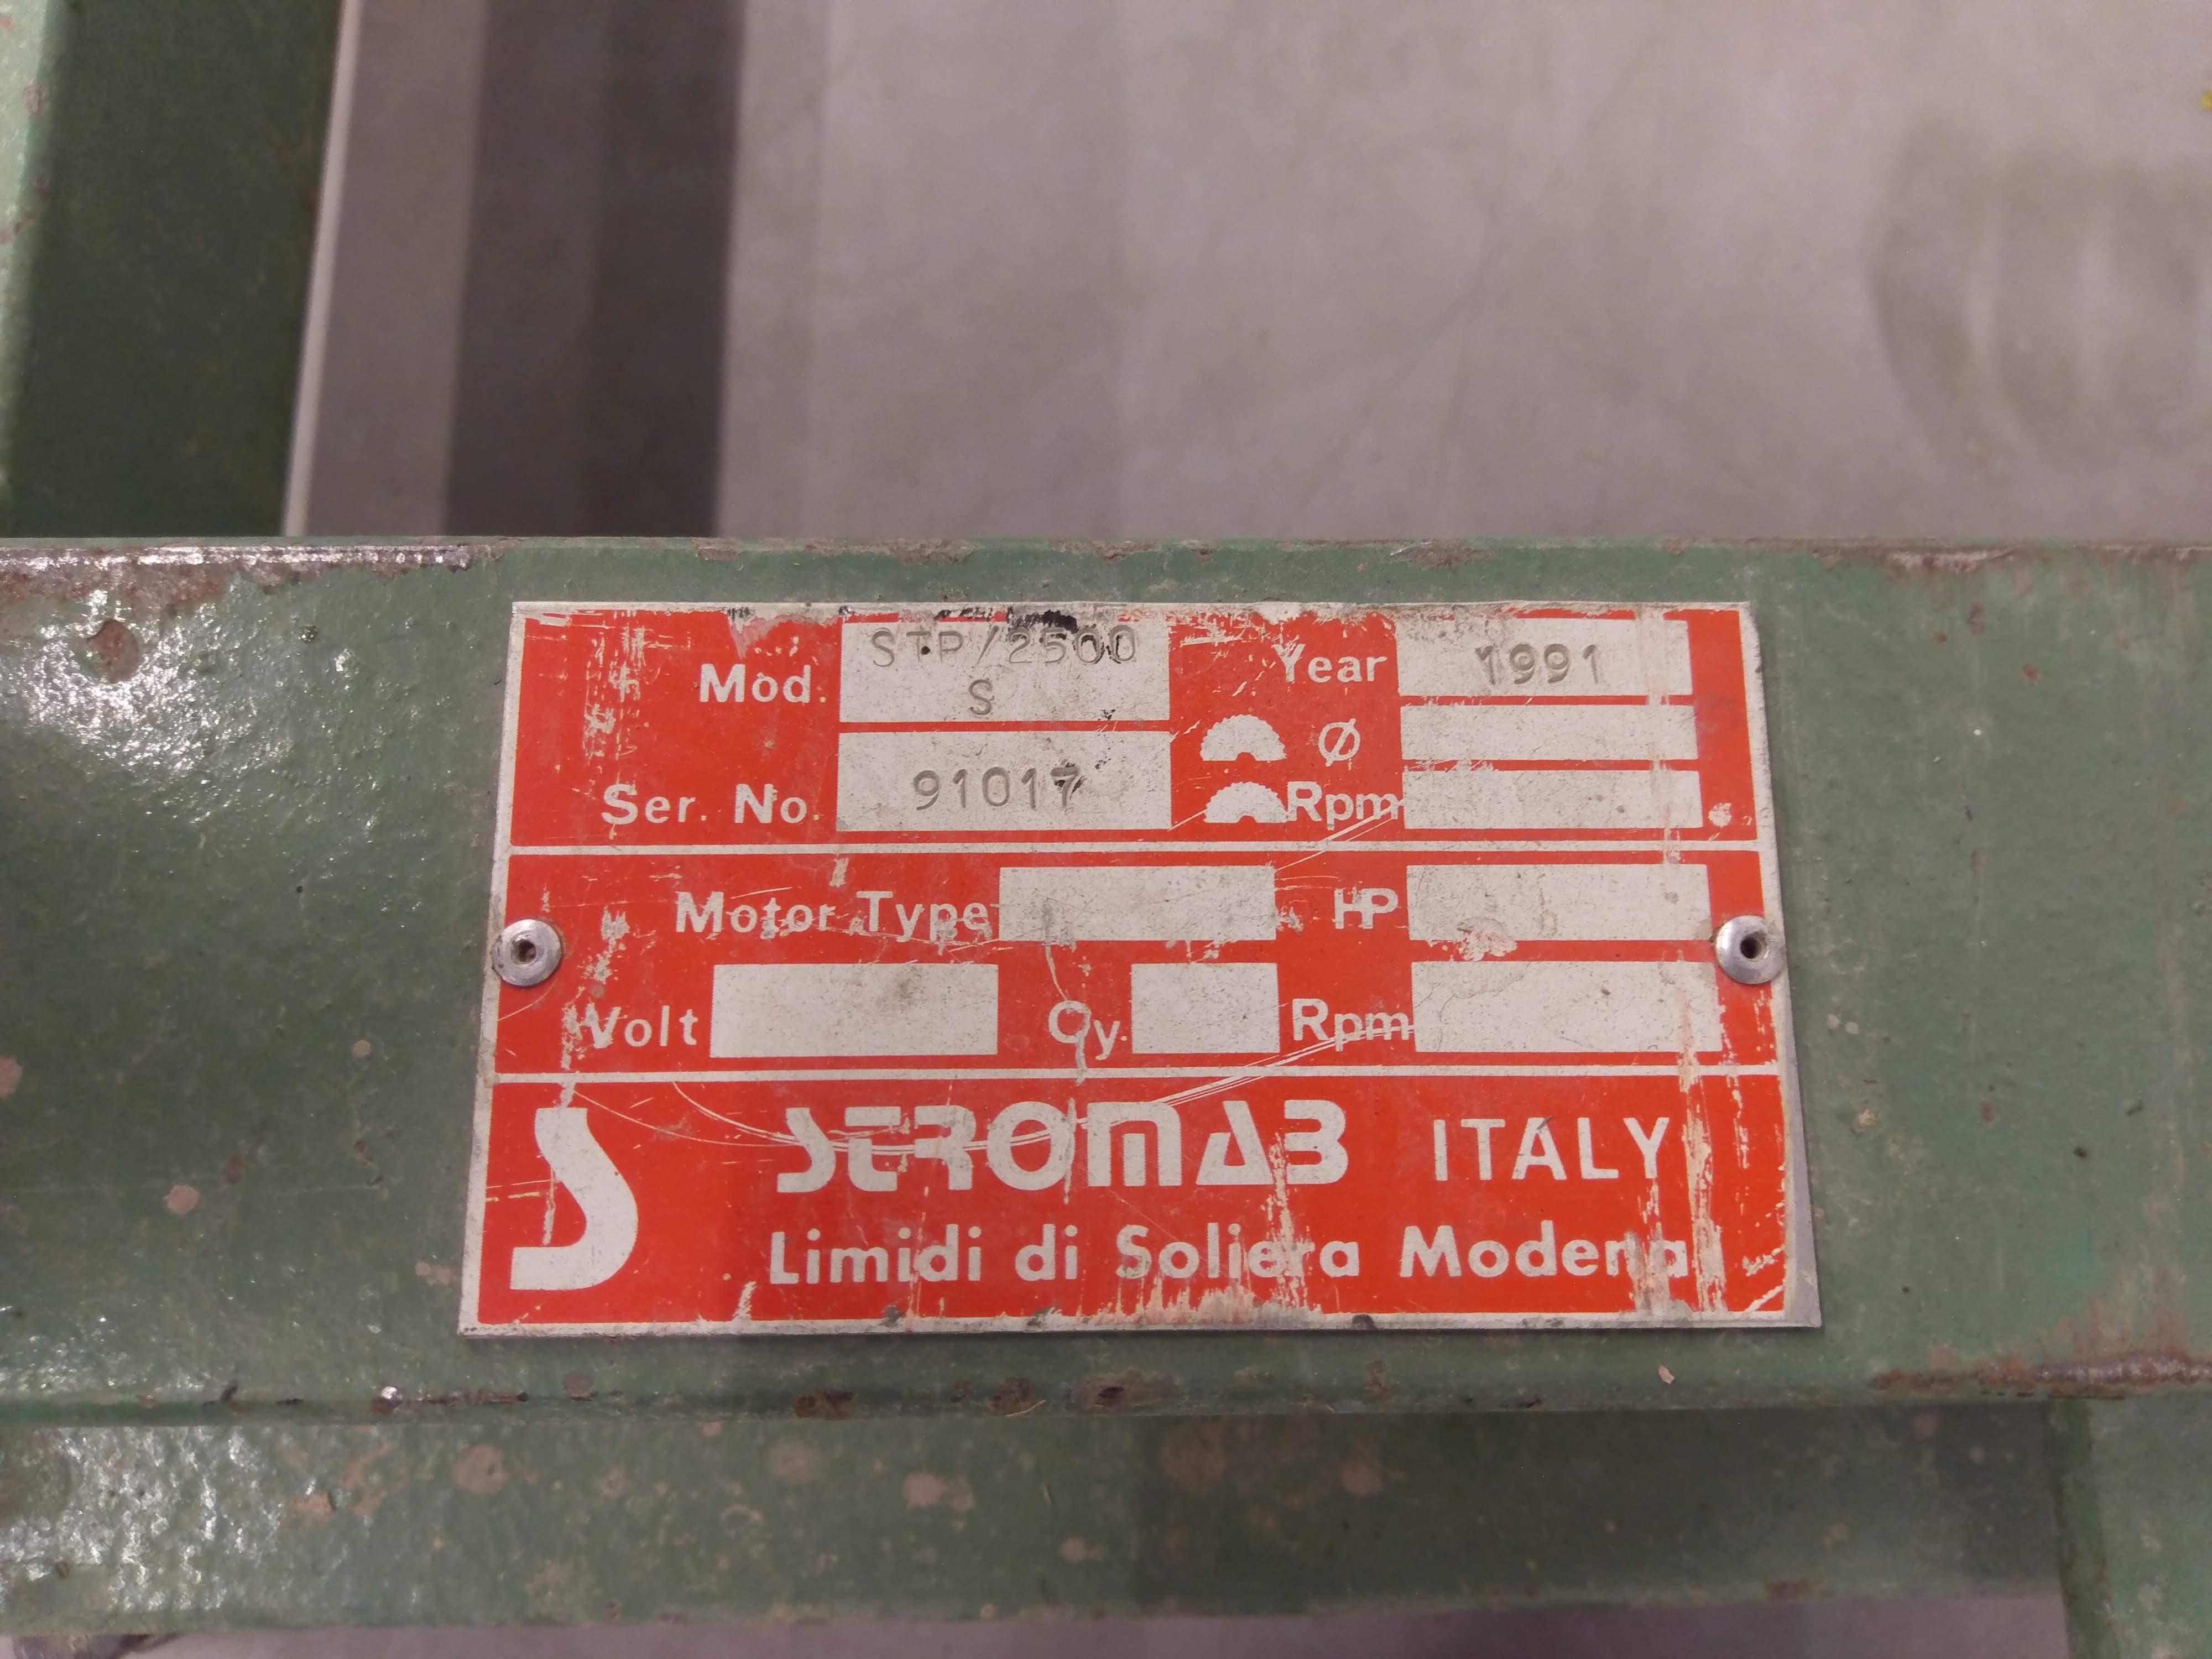 Mod. STP/2500 S Year 1991
Ø
Ser. No. 91017 Rpm
Motor Type HP
Volt Cy. Rpm
S STROMAB ITALY
Limidi di Soliera Modena